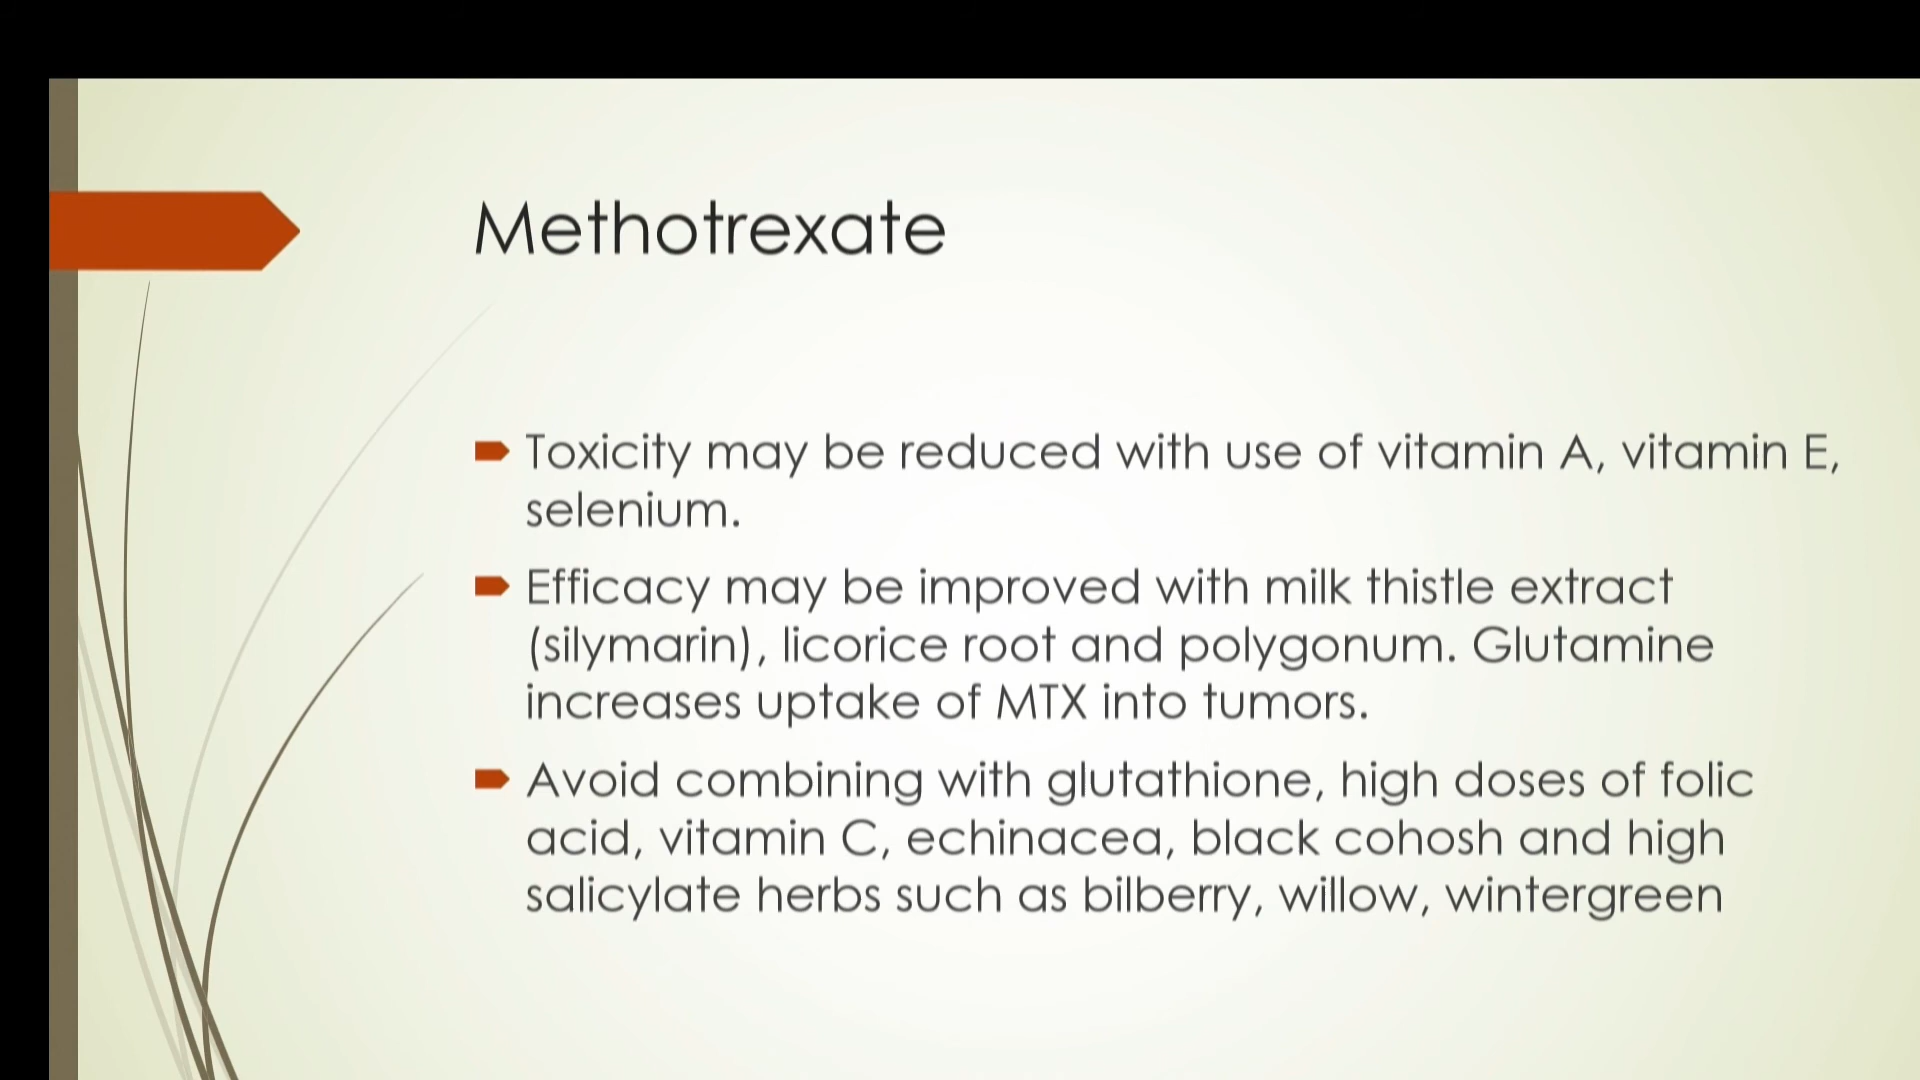 Methotrexate
Toxicity may be reduced with use of vitamin A, vitamin E,
selenium.
Efficacy may be improved with milk thistle extract
(silymarin), licorice root and polygonum. Glutamine
increases uptake of MTX into tumors.
Avoid combining with glutathione, high doses of folic
acid, vitamin C, echinacea, black cohosh and high
salicylate herbs such as bilberry, willow, wintergreen